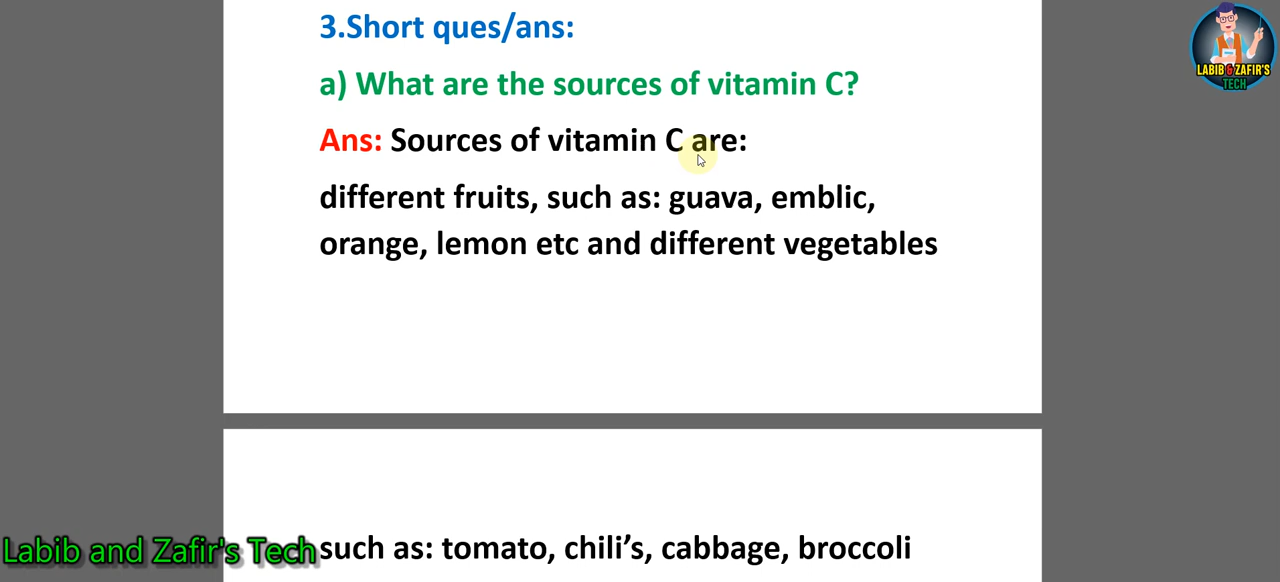 3.Short ques/ans:
a) What are the sources of vitamin C?
Ans: Sources of vitamin C are:
different fruits, such as: guava, emblic,
orange, lemon etc and different vegetables
such as: tomato, chili’s, cabbage, broccoli
LABIB & ZAFIR'S
TECH
Labib and Zafir's Tech